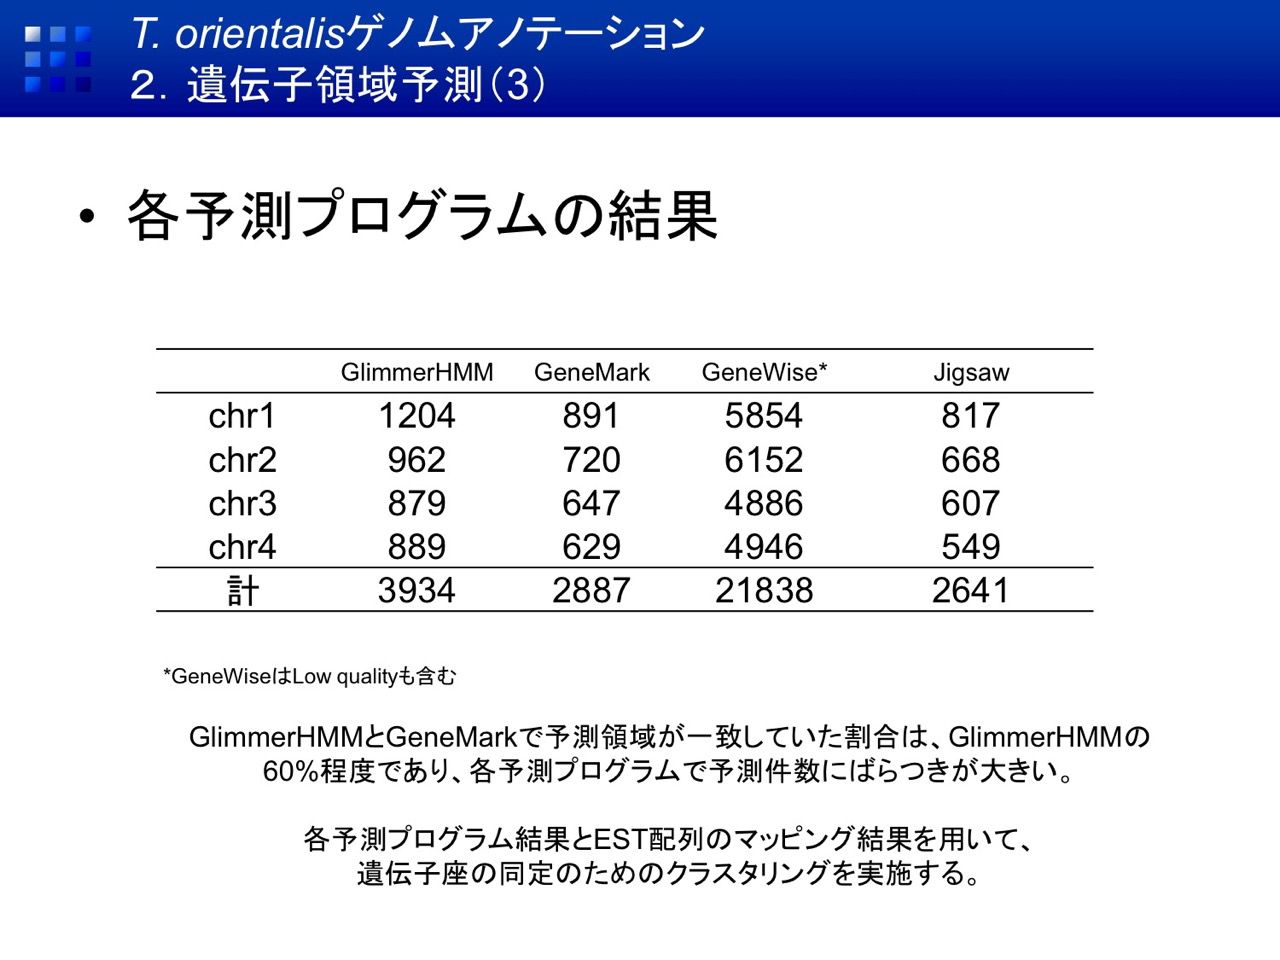 T. orientalisゲノムアノテーション
２．遺伝子領域予測（3）
• 各予測プログラムの結果
GlimmerHMM GeneMark GeneWise* Jigsaw
chr1 1204 891 5854 817
chr2 962 720 6152 668
chr3 879 647 4886 607
chr4 889 629 4946 549
計 3934 2887 21838 2641
*GeneWiseはLow qualityも含む
GlimmerHMMとGeneMarkで予測領域が一致していた割合は、GlimmerHMMの
60%程度であり、各予測プログラムで予測件数にばらつきが大きい。
各予測プログラム結果とEST配列のマッピング結果を用いて、
遺伝子座の同定のためのクラスタリングを実施する。